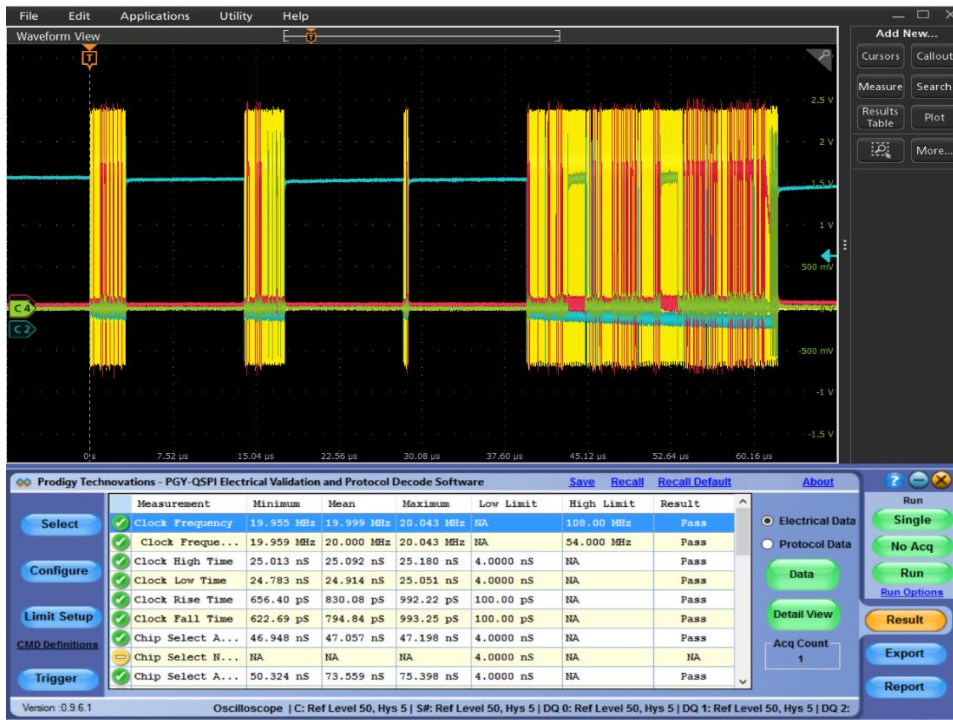 File Edit Applications Utility Help
Waveform View
Add New...
T
T
Cursors Callout
Measure Search
Results Table Plot
More...
2.5 V
2 V
1.5 V
1 V
500 mV
0 V
-500 mV
-1 V
-1.5 V
C 4
C 2
0 s 7.52 µs 15.04 µs 22.56 µs 30.08 µs 37.60 µs 45.12 µs 52.64 µs 60.16 µs
Prodigy Technovations - PGY-QSPI Electrical Validation and Protocol Decode Software Save Recall Recall Default About ?
Measurement Minimum Mean Maximum Low Limit High Limit Result
Clock Frequency 19.955 MHz 19.999 MHz 20.043 MHz NA 108.00 MHz Pass
Clock Freque... 19.959 MHz 20.000 MHz 20.043 MHz NA 54.000 MHz Pass
Clock High Time 25.013 nS 25.092 nS 25.180 nS 4.0000 nS NA Pass
Clock Low Time 24.783 nS 24.914 nS 25.051 nS 4.0000 nS NA Pass
Clock Rise Time 656.40 pS 830.08 pS 992.22 pS 100.00 pS NA Pass
Clock Fall Time 622.69 pS 794.84 pS 993.25 pS 100.00 pS NA Pass
Chip Select A... 46.948 nS 47.057 nS 47.198 nS 4.0000 nS NA Pass
Chip Select N... NA NA NA 4.0000 nS NA NA
Chip Select A... 50.324 nS 73.559 nS 75.398 nS 4.0000 nS NA Pass
Select
Configure
Limit Setup
CMD Definitions
Trigger
Electrical Data
Protocol Data
Data
Detail View
Acq Count
1
Run
Single
No Acq
Run
Run Options
Result
Export
Report
Version :0.9.6.1 Oscilloscope | C: Ref Level 50, Hys 5 | S#: Ref Level 50, Hys 5 | DQ 0: Ref Level 50, Hys 5 | DQ 1: Ref Level 50, Hys 5 | DQ 2: